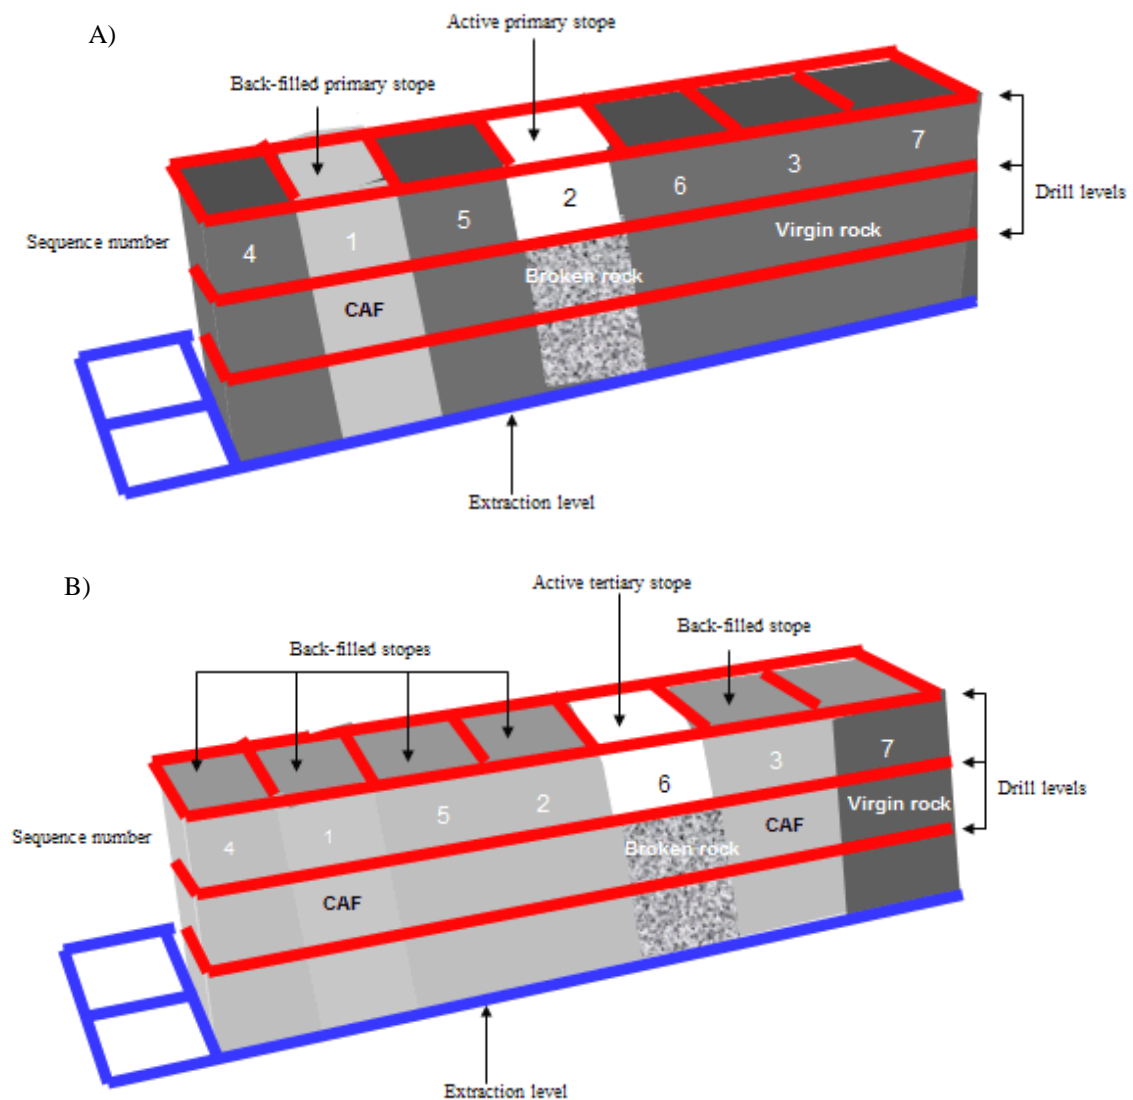 A)
Active primary stope
Back-filled primary stope
7
3
6
2
5
1
4
Drill levels
Sequence number
Virgin rock
Broken rock
CAF
Extraction level
B)
Active tertiary stope
Back-filled stope
Back-filled stopes
7
3
6
2
5
1
4
Drill levels
Virgin rock
CAF
Sequence number
Broken rock
CAF
Extraction level